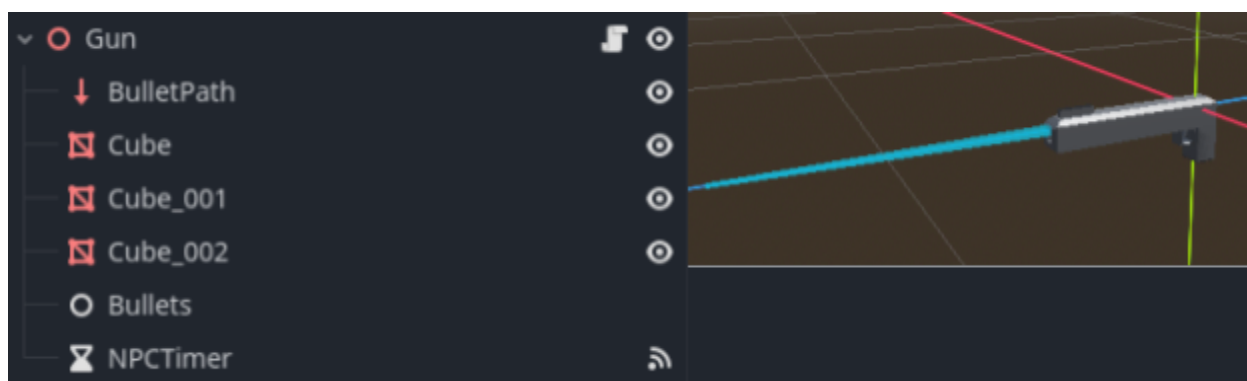 Gun
BulletPath
Cube
Cube_001
Cube_002
Bullets
NPCTimer